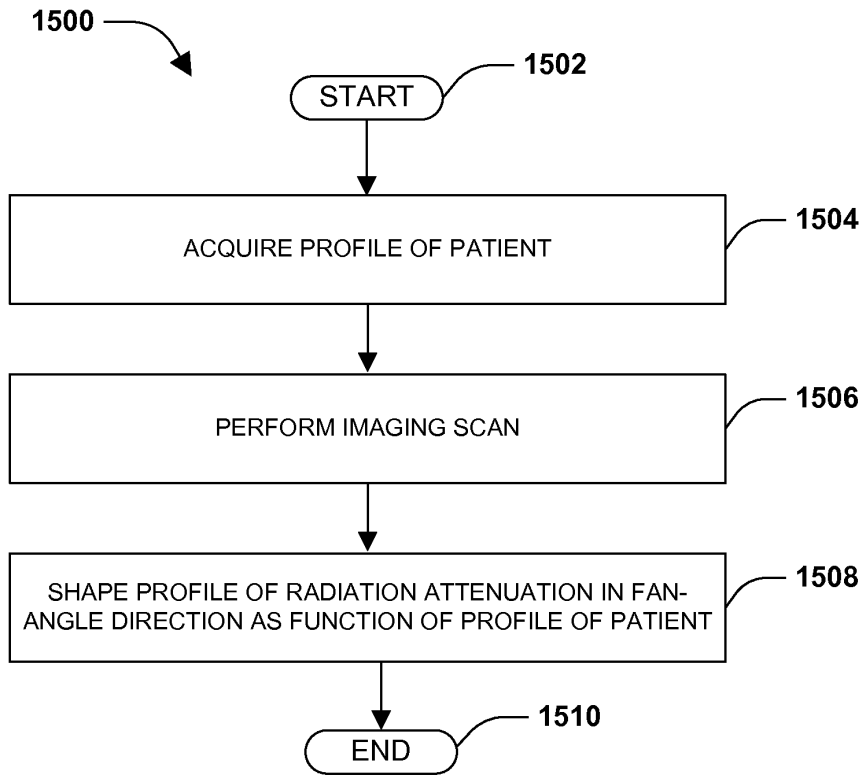 1500
START
1502
ACQUIRE PROFILE OF PATIENT
1504
PERFORM IMAGING SCAN
1506
SHAPE PROFILE OF RADIATION ATTENUATION IN FAN-
ANGLE DIRECTION AS FUNCTION OF PROFILE OF PATIENT
1508
END
1510